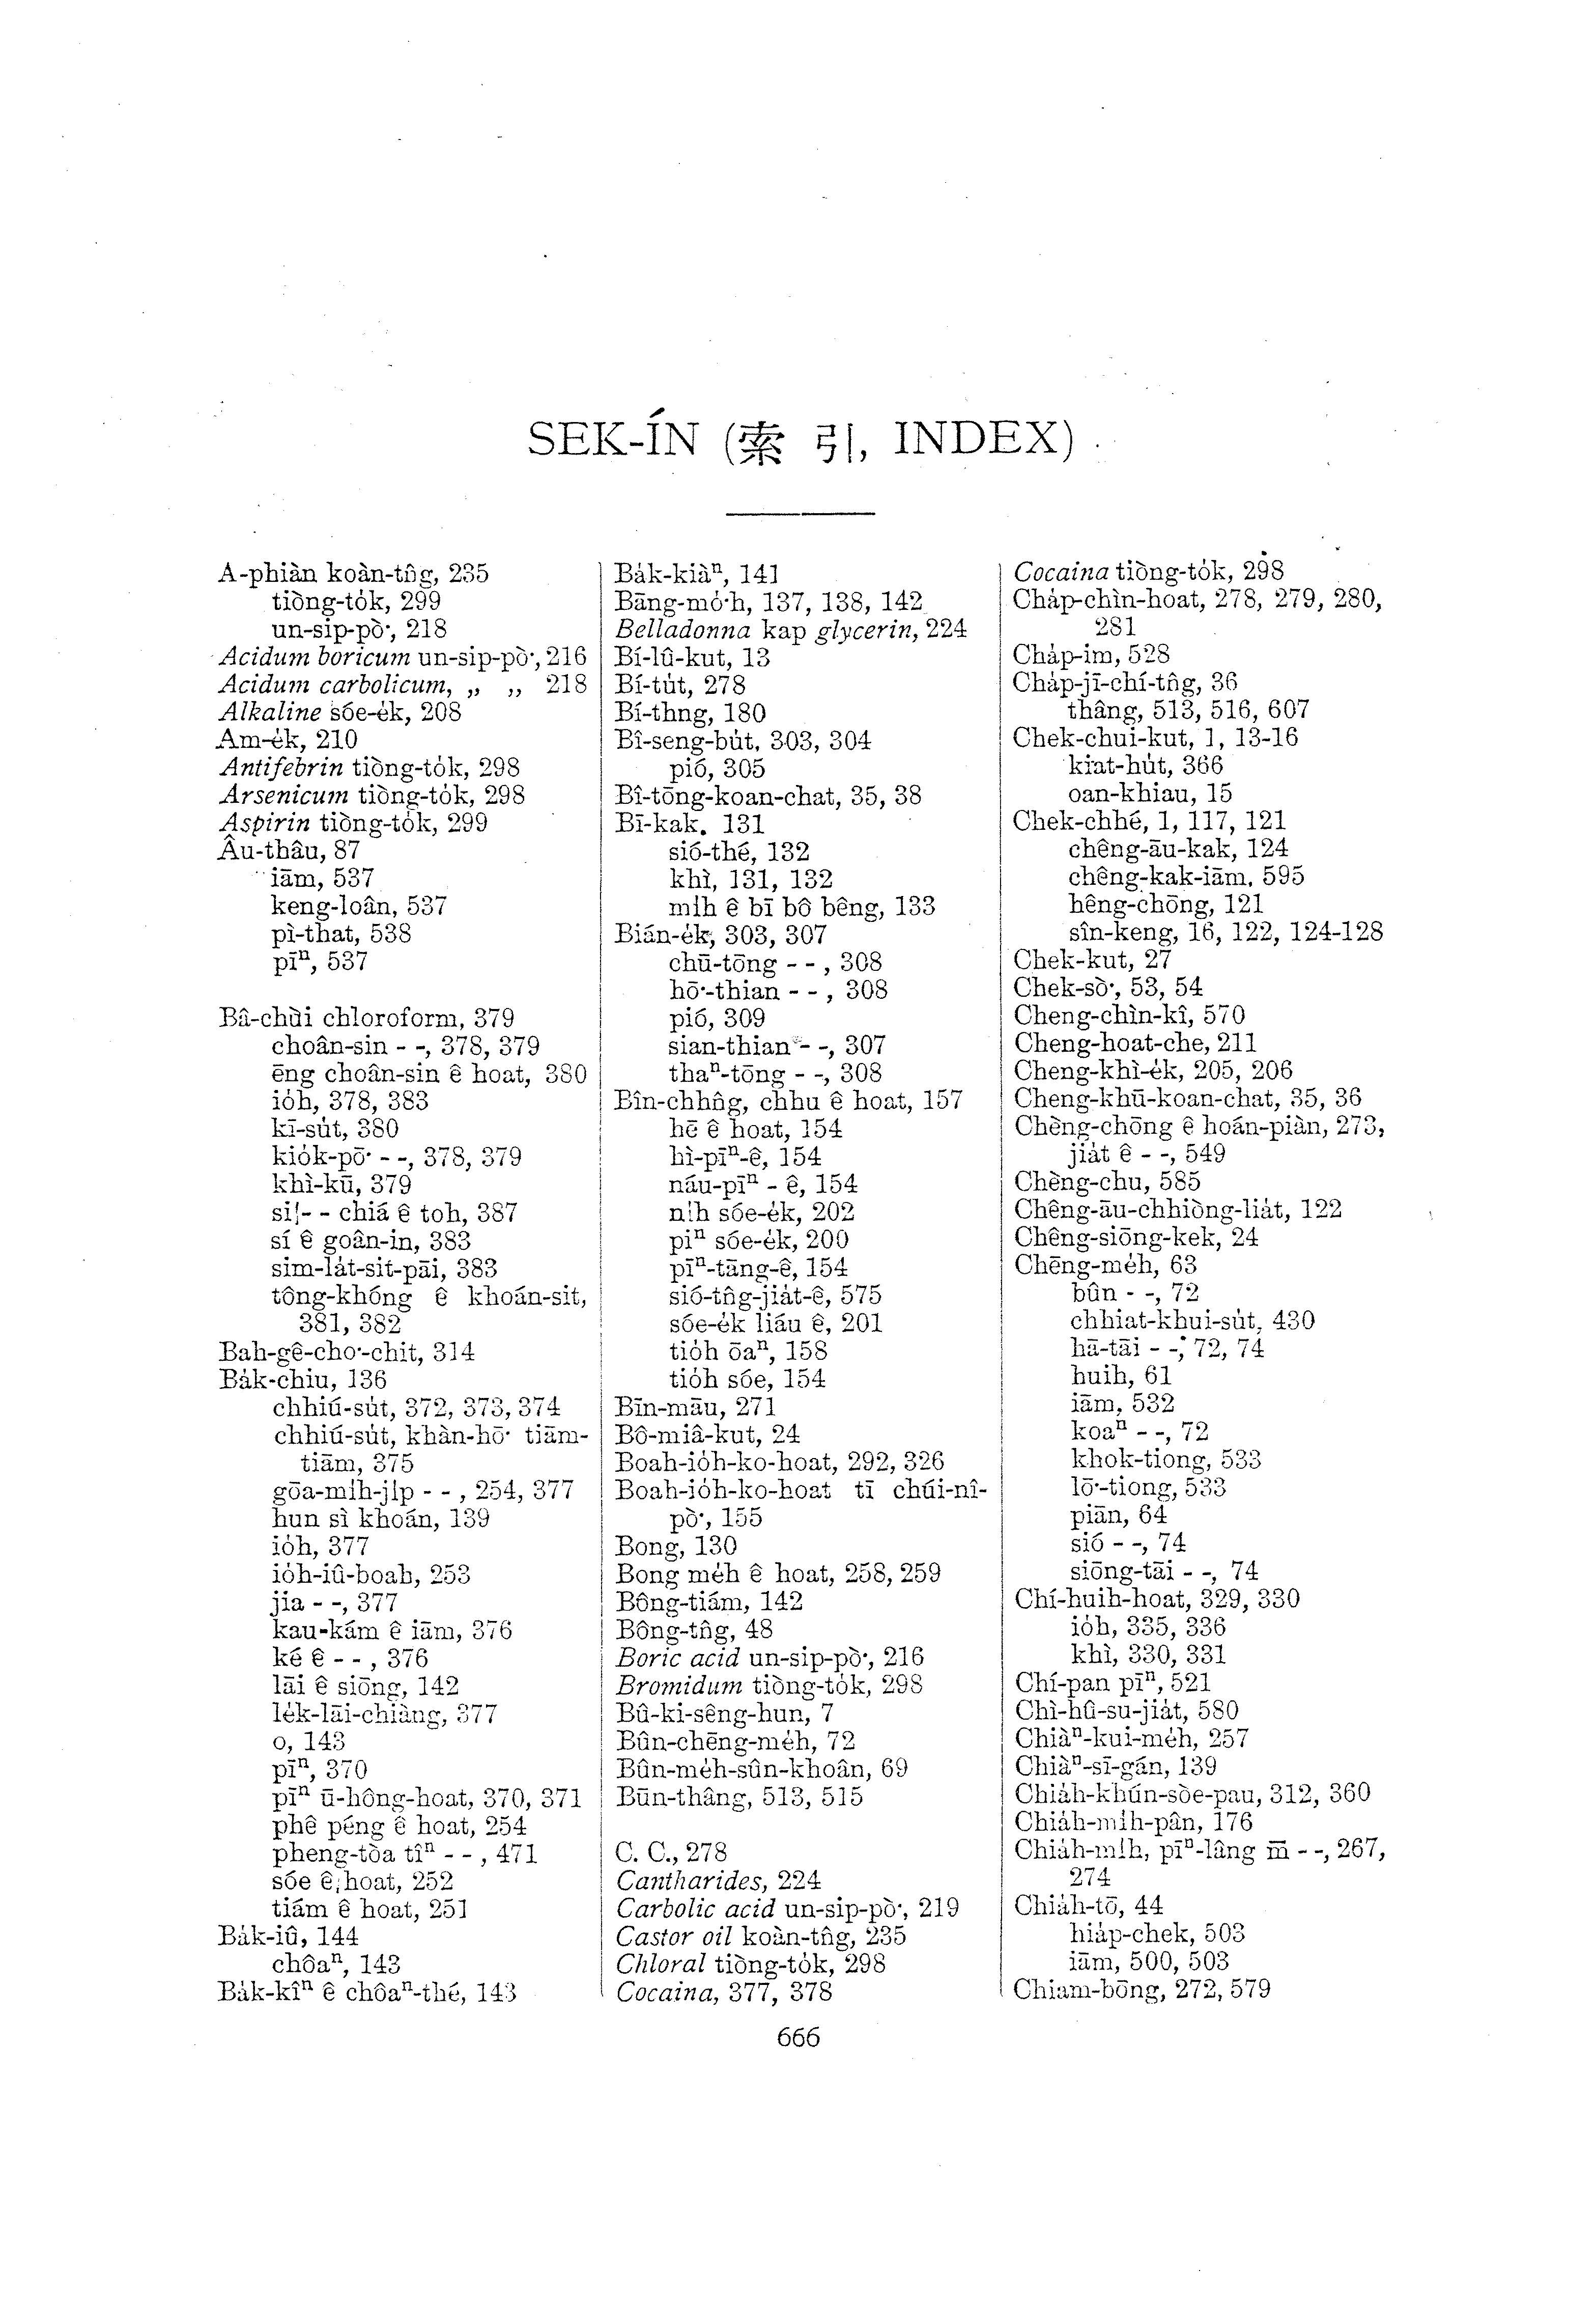 SEK-ÍN (索 引, INDEX)
A-phiàn koàn-tn̂g, 235
tiòng-to̍k, 299
un-sip-pò͘, 218
Acidum boricum un-sip-pò͘, 216
Acidum carbolicum, „ „ 218
Alkaline sóe-e̍k, 208
Am-e̍k, 210
Antifebrin tiòng-to̍k, 298
Arsenicum tiòng-to̍k, 298
Aspirin tiòng-to̍k, 299
Âu-thâu, 87
iām, 537
keng-loân, 537
pì-that, 538
pīⁿ, 537
Bâ-chùi chloroform, 379
choân-sin - -, 378, 379
ēng choân-sin ê hoat, 380
io̍h, 378, 383
kī-su̍t, 380
kio̍k-pō͘ - -, 378, 379
khì-kū, 379
si̍ - - chiá ê toh, 387
sí ê goân-in, 383
sim-la̍t-sit-pāi, 383
tông-khóng ê khoán-sit,
381, 382
Bah-gê-cho͘-chit, 314
Ba̍k-chiu, 136
chhiú-su̍t, 372, 373, 374
chhiú-su̍t, khàn-hō͘ tiām-
tiām, 375
gōa-mi̍h-ji̍p - - , 254, 377
hun sì khoán, 139
io̍h, 377
io̍h-iû-boah, 253
jia - -, 377
kau-kám ê iām, 376
ké ê - - , 376
lāi ê siōng, 142
le̍k-lāi-chiàng, 377
o, 143
pīⁿ, 370
pīⁿ ū-hông-hoat, 370, 371
phê péng ê hoat, 254
pheng-tòa tîⁿ - - , 471
sóe ê hoat, 252
tiám ê hoat, 251
Ba̍k-iû, 144
chôaⁿ, 143
Ba̍k-kîⁿ ê chôaⁿ-thé, 143
Ba̍k-kiàⁿ, 141
Bāng-mo̍͘h, 137, 138, 142
Belladonna kap glycerin, 224
Bí-lû-kut, 13
Bí-tu̍t, 278
Bí-thng, 180
Bî-seng-bu̍t, 303, 304
pió, 305
Bî-tōng-koan-chat, 35, 38
Bī-kak. 131
sió-thé, 132
khì, 131, 132
mi̍h ê bī bô bêng, 133
Bián-e̍k, 303, 307
chū-tōng - - , 308
hō͘-thian - - , 308
pió, 309
sian-thian - -, 307
thaⁿ-tōng - -, 308
Bîn-chhn̂g, chhu ê hoat, 157
hē ê hoat, 154
hì-pīⁿ-ê, 154
náu-pīⁿ - ê, 154
ni̍h sóe-e̍k, 202
piⁿ sóe-e̍k, 200
pīⁿ-tāng-ê, 154
sió-tn̂g-jia̍t-ê, 575
sóe-e̍k liáu ê, 201
tio̍h ōaⁿ, 158
tio̍h sóe, 154
Bīn-māu, 271
Bô-miâ-kut, 24
Boah-io̍h-ko-hoat, 292, 326
Boah-io̍h-ko-hoat tī chúi-nî-
pò͘, 155
Bong, 130
Bong me̍h ê hoat, 258, 259
Bông-tiám, 142
Bông-tn̂g, 48
Boric acid un-sip-pò͘, 216
Bromidum tiòng-to̍k, 298
Bû-ki-sêng-hun, 7
Bûn-chēng-me̍h, 72
Bûn-me̍h-sûn-khoân, 69
Būn-thâng, 513, 515
C. C., 278
Cantharides, 224
Carbolic acid un-sip-pò͘, 219
Castor oil koàn-tn̂g, 235
Chloral tiòng-to̍k, 298
Cocaina, 377, 378
Cocaina tiòng-to̍k, 298
Cha̍p-chìn-hoat, 278, 279, 280,
281
Cha̍p-im, 528
Cha̍p-jī-chí-tn̂g, 36
thâng, 513, 516, 607
Chek-chui-kut, 1, 13-16
kiat-hu̍t, 366
oan-khiau, 15
Chek-chhé, 1, 117, 121
chêng-āu-kak, 124
chêng-kak-iām, 595
hêng-chōng, 121
sîn-keng, 16, 122, 124-128
Chek-kut, 27
Chek-sò͘, 53, 54
Cheng-chìn-kî, 570
Cheng-hoat-che, 211
Cheng-khì-e̍k, 205, 206
Cheng-khū-koan-chat, 35, 36
Chèng-chōng ê hoán-piàn, 273,
jia̍t ê - -, 549
Chèng-chu, 585
Chêng-āu-chhiòng-lia̍t, 122
Chêng-siōng-kek, 24
Chēng-me̍h, 63
bûn - -, 72
chhiat-khui-su̍t, 430
hā-tāi - -, 72, 74
huih, 61
iām, 532
koaⁿ - -, 72
khok-tiong, 533
lō͘-tiong, 533
piān, 64
sió - -, 74
siōng-tāi - -, 74
Chí-huih-hoat, 329, 330
io̍h, 335, 336
khì, 330, 331
Chí-pan pīⁿ, 521
Chì-hû-su-jia̍t, 580
Chiàⁿ-kui-me̍h, 257
Chiàⁿ-sī-gán, 139
Chia̍h-khún-sòe-pau, 312, 360
Chia̍h-mi̍h-pân, 176
Chia̍h-mi̍h, pīⁿ-lâng m̄ - -, 267,
274
Chia̍h-tō, 44
hia̍p-chek, 503
iām, 500, 503
Chiam-bōng, 272, 579
666